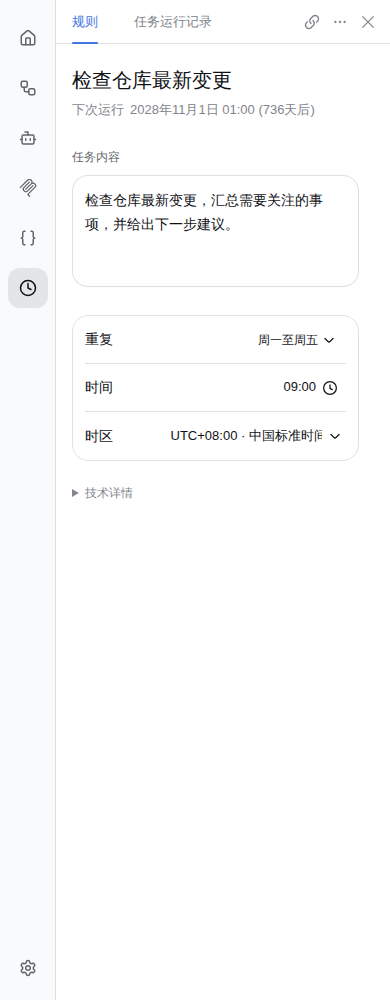 规则 任务运行记录
检查仓库最新变更
下次运行 2028年11月1日 01:00 (736天后)
任务内容
检查仓库最新变更，汇总需要关注的事
项，并给出下一步建议。
重复 周一至周五
时间 09:00
时区 UTC+08:00 · 中国标准时间
技术详情